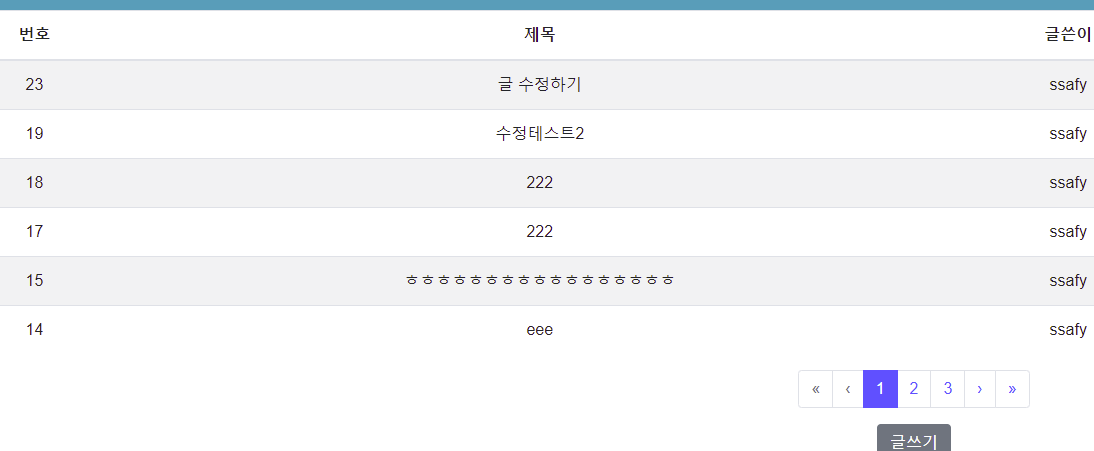 번호 제목 글쓴이
23 글 수정하기 ssafy
19 수정테스트2 ssafy
18 222 ssafy
17 222 ssafy
15 ㅎㅎㅎㅎㅎㅎㅎㅎㅎㅎㅎㅎㅎㅎㅎㅎㅎ ssafy
14 eee ssafy
« ‹ 1 2 3 › »
글쓰기